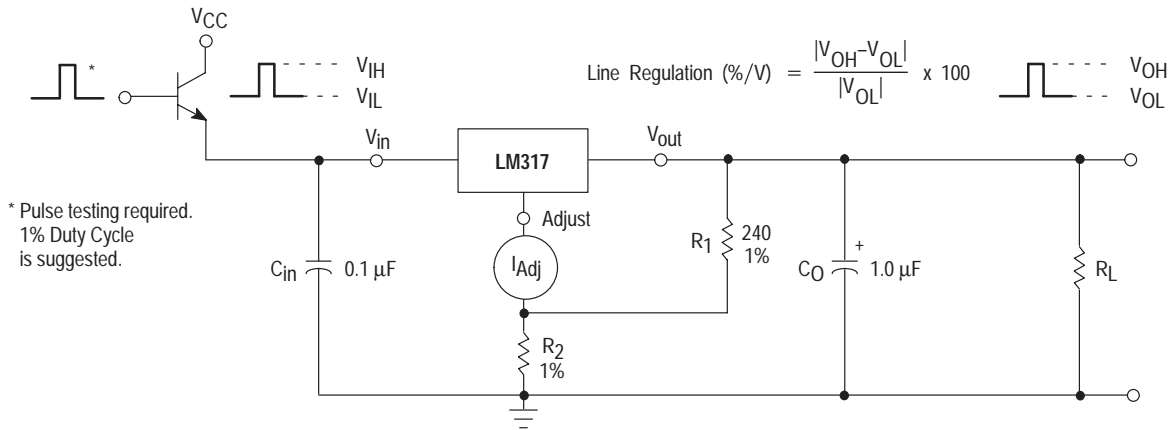 VCC
*
VIH
VIL
Line Regulation (%/V) = |VOH–VOL| / |VOL| x 100
VOH
VOL
Vin
LM317
Vout
* Pulse testing required.
1% Duty Cycle
is suggested.
Adjust
Cin
0.1 µF
IAdj
R1
240
1%
CO
+
1.0 µF
RL
R2
1%